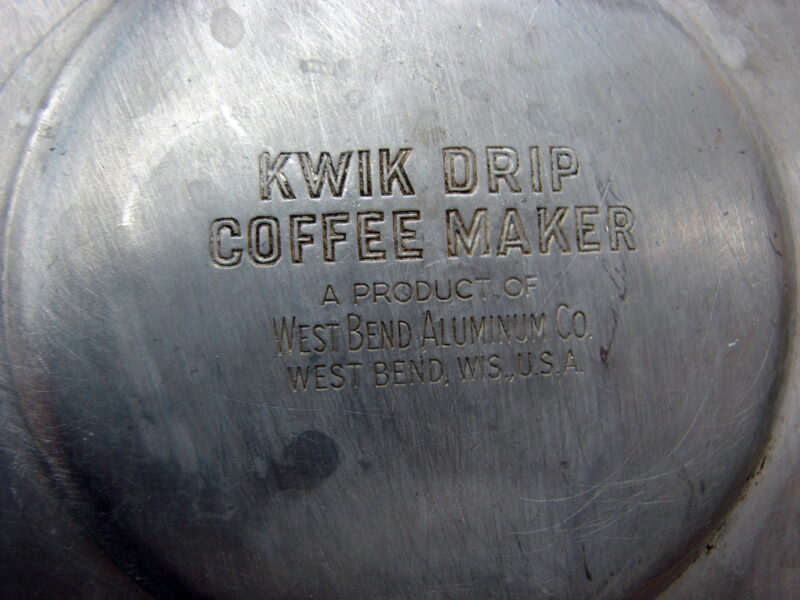 KWIK DRIP
COFFEE MAKER
A PRODUCT OF
WEST BEND ALUMINUM CO.
WEST BEND, WIS., U.S.A.